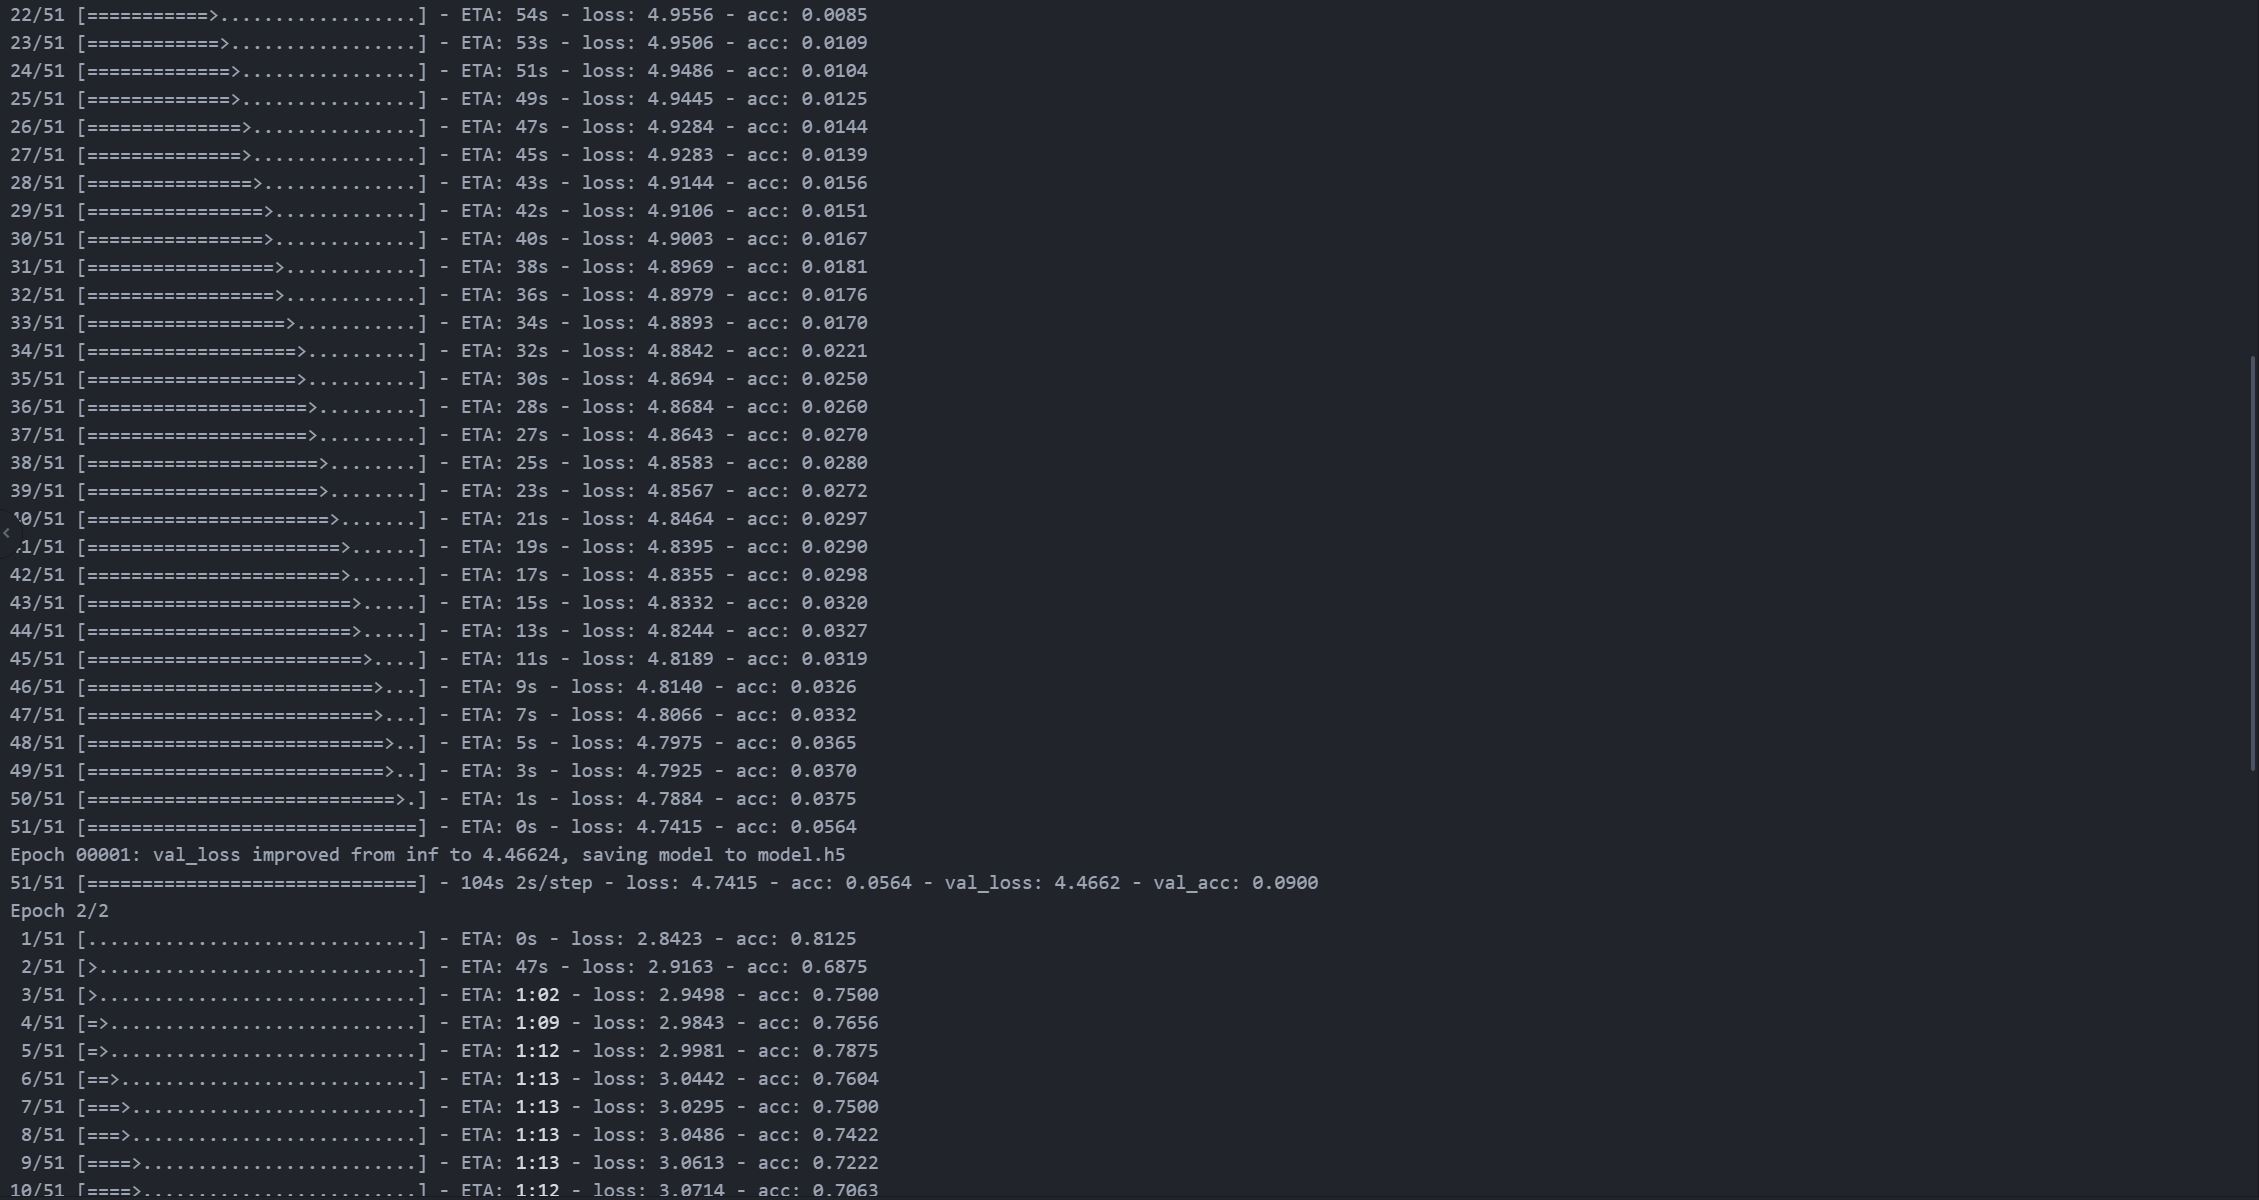 22/51 [===========>..................] - ETA: 54s - loss: 4.9556 - acc: 0.0085
23/51 [============>.................] - ETA: 53s - loss: 4.9506 - acc: 0.0109
24/51 [=============>................] - ETA: 51s - loss: 4.9486 - acc: 0.0104
25/51 [=============>................] - ETA: 49s - loss: 4.9445 - acc: 0.0125
26/51 [==============>...............] - ETA: 47s - loss: 4.9284 - acc: 0.0144
27/51 [==============>...............] - ETA: 45s - loss: 4.9283 - acc: 0.0139
28/51 [===============>..............] - ETA: 43s - loss: 4.9144 - acc: 0.0156
29/51 [================>.............] - ETA: 42s - loss: 4.9106 - acc: 0.0151
30/51 [================>.............] - ETA: 40s - loss: 4.9003 - acc: 0.0167
31/51 [=================>............] - ETA: 38s - loss: 4.8969 - acc: 0.0181
32/51 [=================>............] - ETA: 36s - loss: 4.8979 - acc: 0.0176
33/51 [==================>...........] - ETA: 34s - loss: 4.8893 - acc: 0.0170
34/51 [===================>..........] - ETA: 32s - loss: 4.8842 - acc: 0.0221
35/51 [===================>..........] - ETA: 30s - loss: 4.8694 - acc: 0.0250
36/51 [====================>.........] - ETA: 28s - loss: 4.8684 - acc: 0.0260
37/51 [====================>.........] - ETA: 27s - loss: 4.8643 - acc: 0.0270
38/51 [=====================>........] - ETA: 25s - loss: 4.8583 - acc: 0.0280
39/51 [=====================>........] - ETA: 23s - loss: 4.8567 - acc: 0.0272
40/51 [======================>.......] - ETA: 21s - loss: 4.8464 - acc: 0.0297
41/51 [=======================>......] - ETA: 19s - loss: 4.8395 - acc: 0.0290
42/51 [=======================>......] - ETA: 17s - loss: 4.8355 - acc: 0.0298
43/51 [========================>.....] - ETA: 15s - loss: 4.8332 - acc: 0.0320
44/51 [========================>.....] - ETA: 13s - loss: 4.8244 - acc: 0.0327
45/51 [=========================>....] - ETA: 11s - loss: 4.8189 - acc: 0.0319
46/51 [==========================>...] - ETA: 9s - loss: 4.8140 - acc: 0.0326
47/51 [==========================>...] - ETA: 7s - loss: 4.8066 - acc: 0.0332
48/51 [===========================>..] - ETA: 5s - loss: 4.7975 - acc: 0.0365
49/51 [===========================>..] - ETA: 3s - loss: 4.7925 - acc: 0.0370
50/51 [============================>.] - ETA: 1s - loss: 4.7884 - acc: 0.0375
51/51 [==============================] - ETA: 0s - loss: 4.7415 - acc: 0.0564
Epoch 00001: val_loss improved from inf to 4.46624, saving model to model.h5
51/51 [==============================] - 104s 2s/step - loss: 4.7415 - acc: 0.0564 - val_loss: 4.4662 - val_acc: 0.0900
Epoch 2/2
1/51 [..............................] - ETA: 0s - loss: 2.8423 - acc: 0.8125
2/51 [>.............................] - ETA: 47s - loss: 2.9163 - acc: 0.6875
3/51 [>.............................] - ETA: 1:02 - loss: 2.9498 - acc: 0.7500
4/51 [=>............................] - ETA: 1:09 - loss: 2.9843 - acc: 0.7656
5/51 [=>............................] - ETA: 1:12 - loss: 2.9981 - acc: 0.7875
6/51 [==>...........................] - ETA: 1:13 - loss: 3.0442 - acc: 0.7604
7/51 [===>..........................] - ETA: 1:13 - loss: 3.0295 - acc: 0.7500
8/51 [===>..........................] - ETA: 1:13 - loss: 3.0486 - acc: 0.7422
9/51 [====>.........................] - ETA: 1:13 - loss: 3.0613 - acc: 0.7222
10/51 [====>.........................] - ETA: 1:12 - loss: 3.0714 - acc: 0.7063